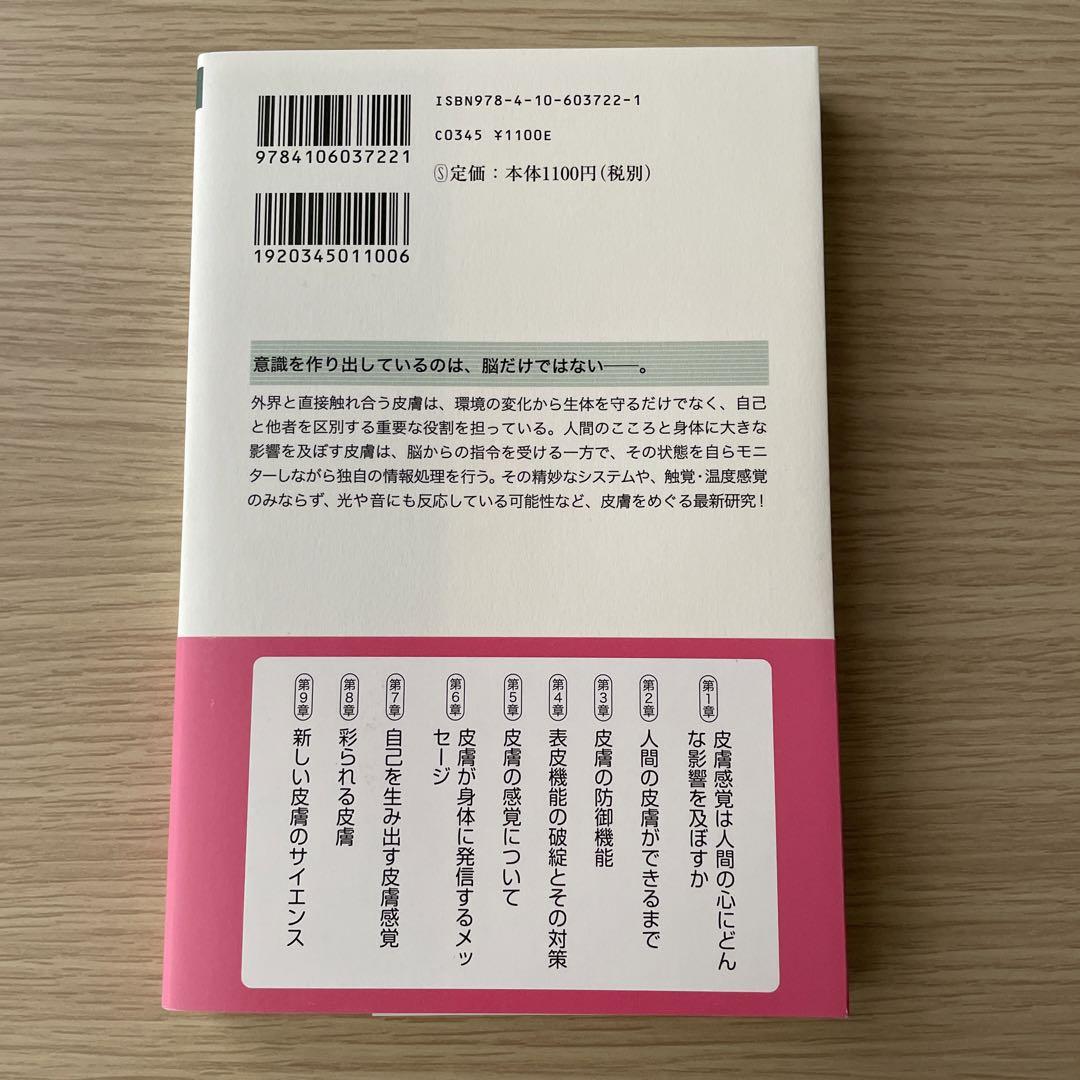 ISBN978-4-10-603722-1
C0345 ¥1100E
Ⓢ定価：本体1100円（税別）
9784106037221
1920345011006
意識を作り出しているのは、脳だけではない――。
外界と直接触れ合う皮膚は、環境の変化から生体を守るだけでなく、自己
と他者を区別する重要な役割を担っている。人間のこころと身体に大きな
影響を及ぼす皮膚は、脳からの指令を受ける一方で、その状態を自らモニ
ターしながら独自の情報処理を行う。その精妙なシステムや、触覚・温度感覚
のみならず、光や音にも反応している可能性など、皮膚をめぐる最新研究！
第1章 皮膚感覚は人間の心にどん
な影響を及ぼすか
第2章 人間の皮膚ができるまで
第3章 皮膚の防御機能
第4章 表皮機能の破綻とその対策
第5章 皮膚の感覚について
第6章 皮膚が身体に発信するメッ
セージ
第7章 自己を生み出す皮膚感覚
第8章 彩られる皮膚
第9章 新しい皮膚のサイエンス